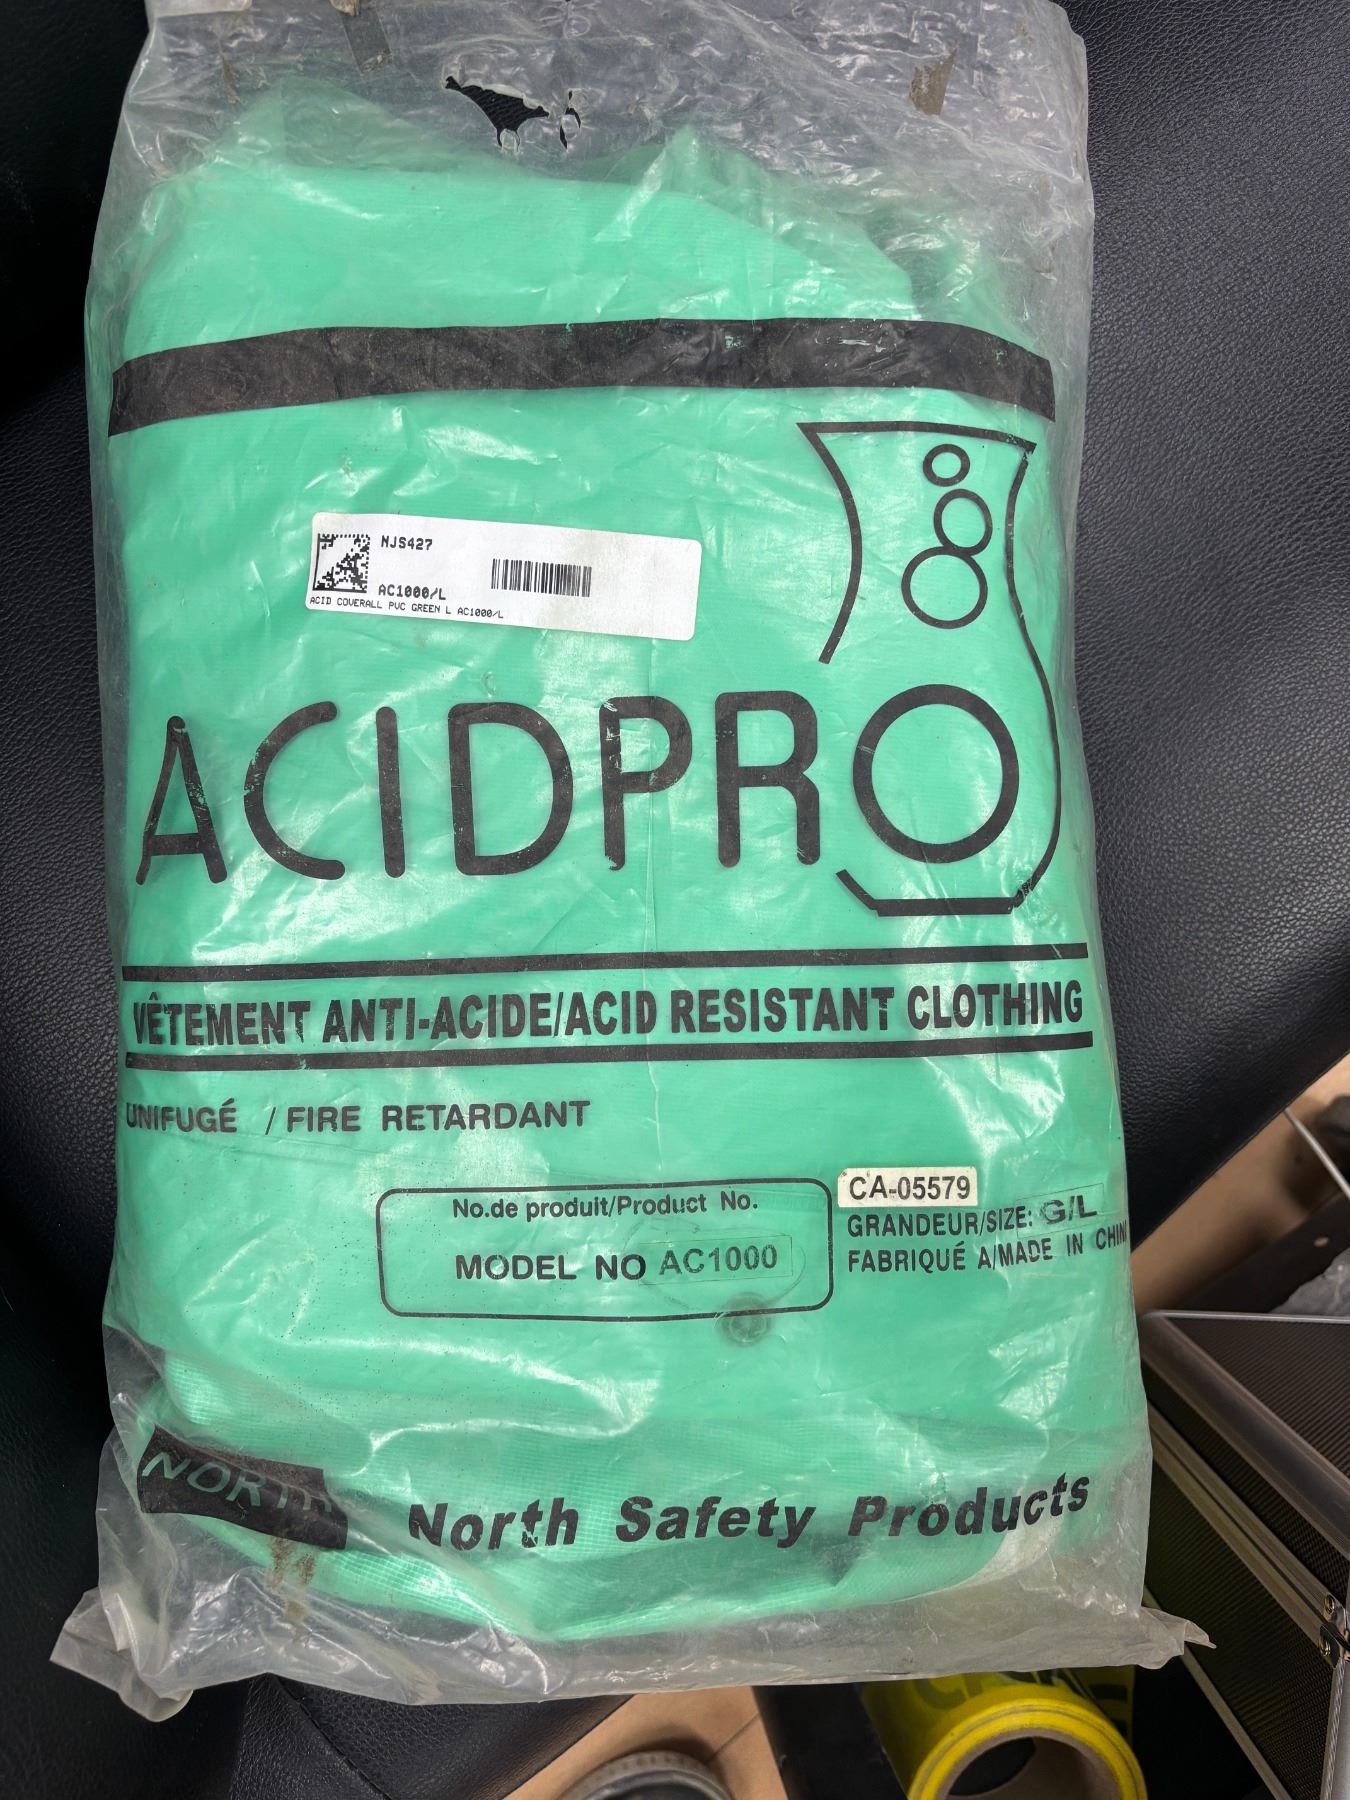 NJS427
AC1000/L
ACID COVERALL PVC GREEN L AC1000/L
ACIDPRO
VÊTEMENT ANTI-ACIDE/ACID RESISTANT CLOTHING
UNIFUGÉ / FIRE RETARDANT
No.de produit/Product No.
MODEL NO AC1000
CA-05579
GRANDEUR/SIZE: G/L
FABRIQUÉ A/MADE IN CHIN
NORTH
North Safety Products